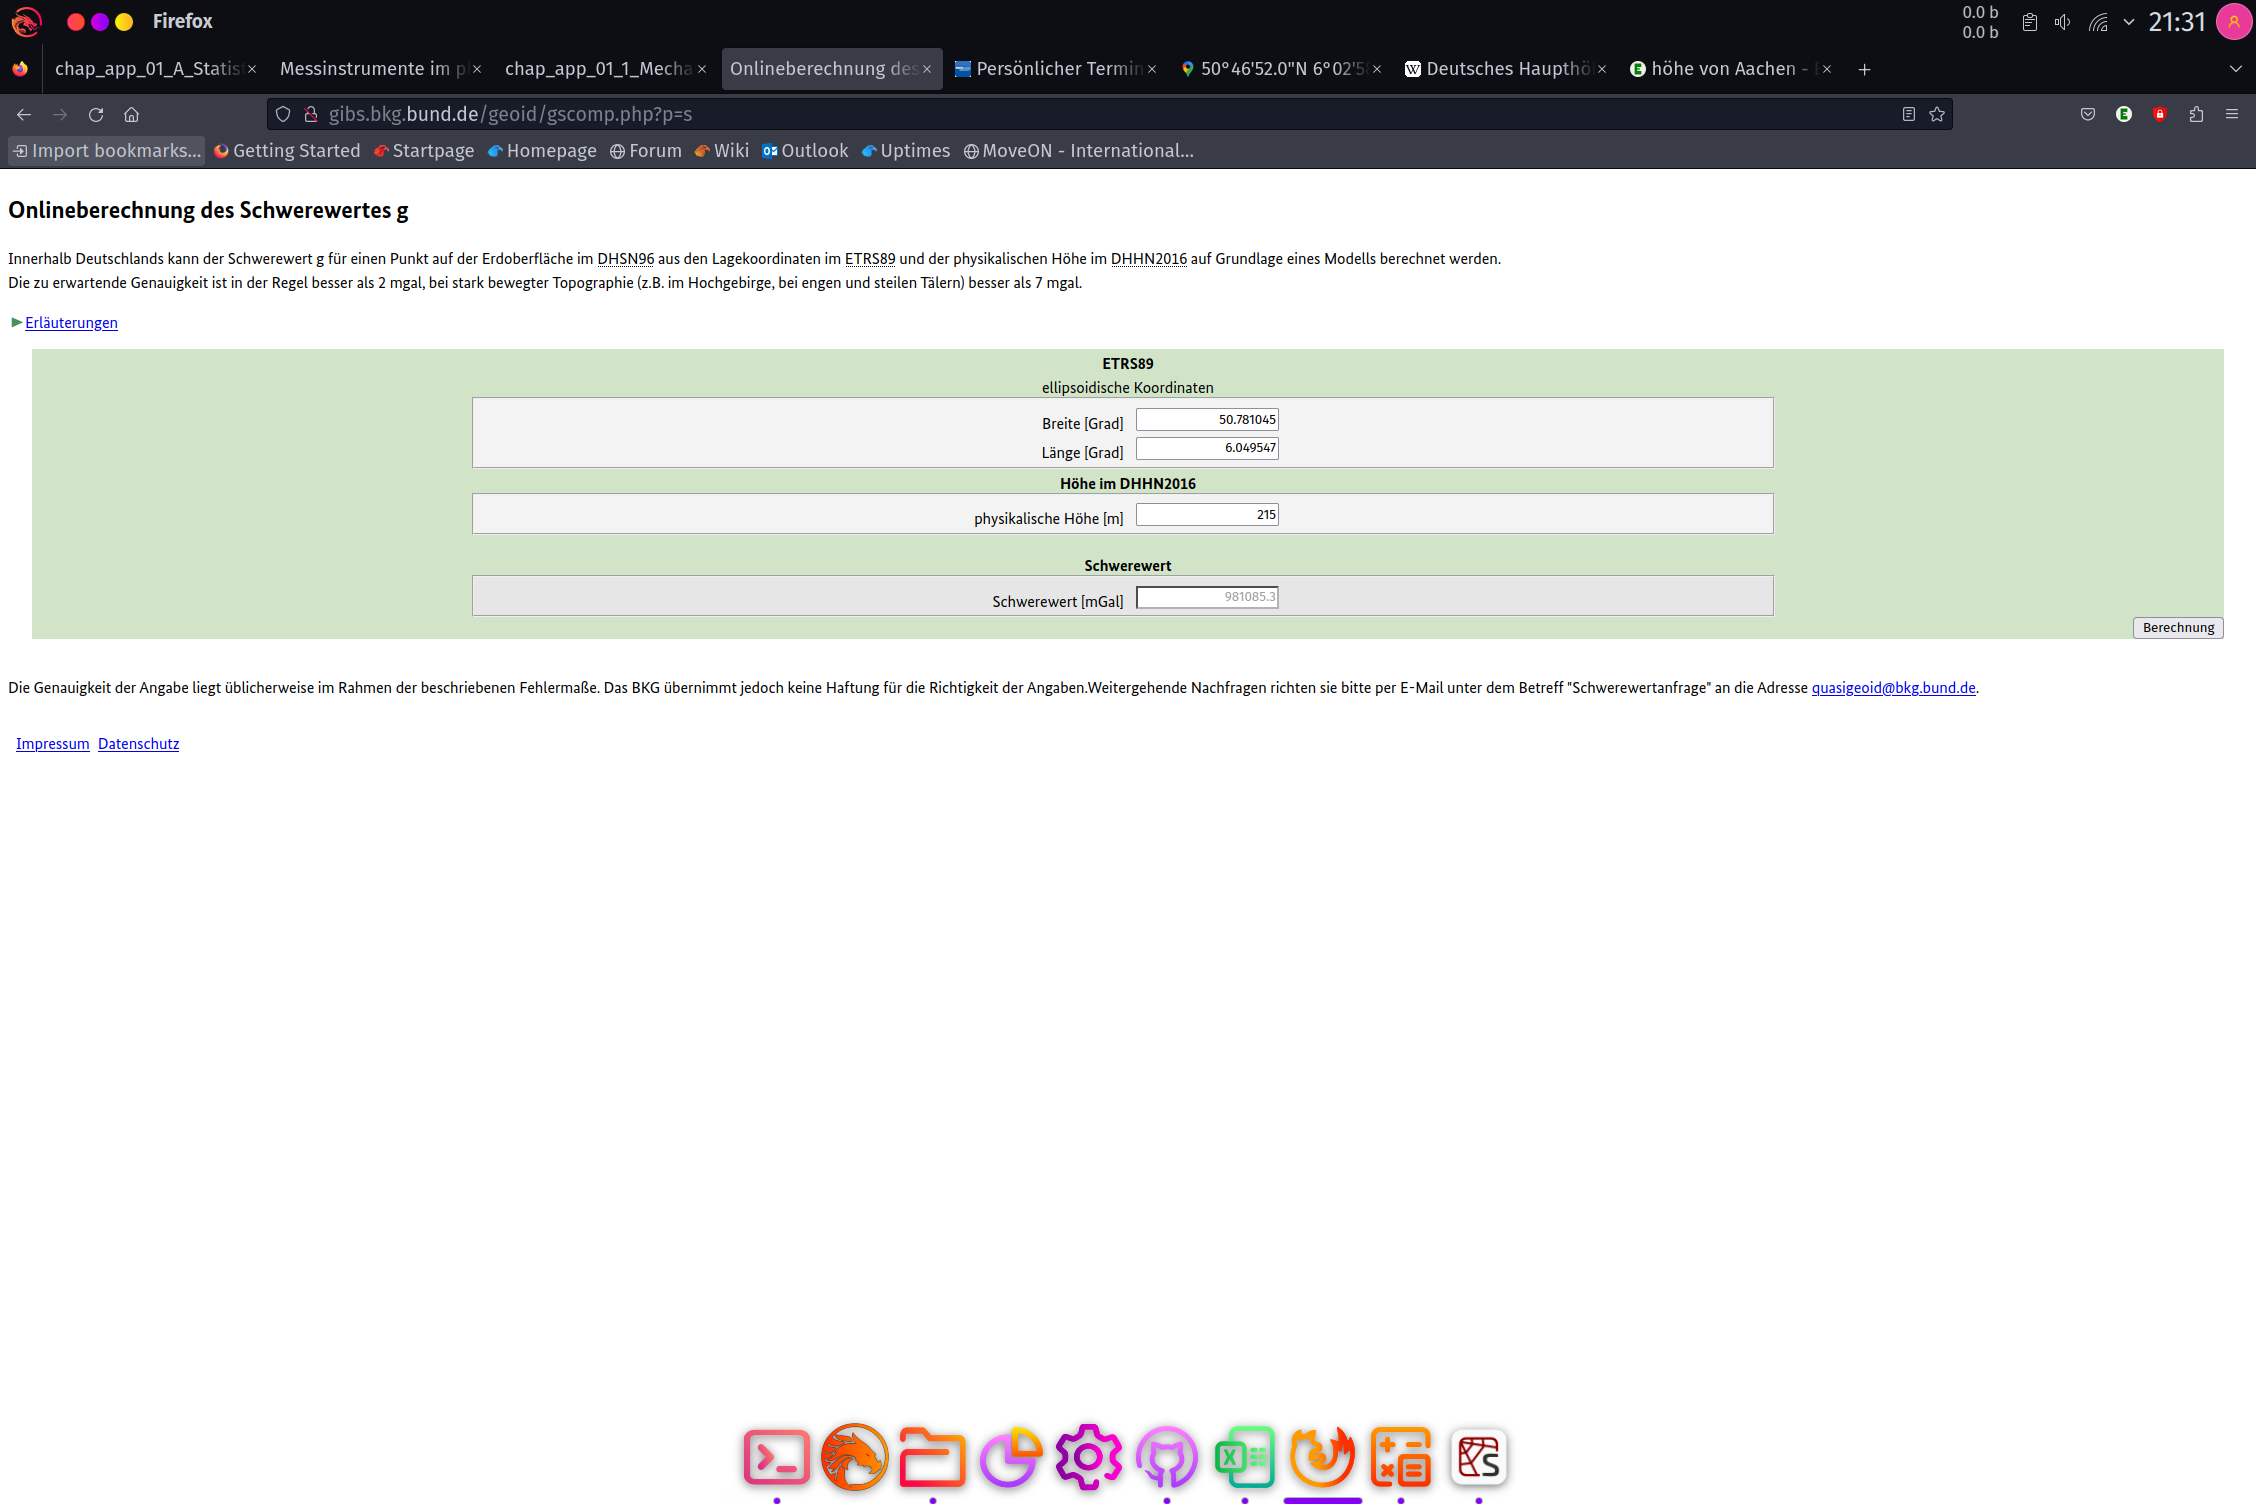 Firefox
0.0 b
0.0 b
21:31
chap_app_01_A_Statis
Messinstrumente im p
chap_app_01_1_Mecha
Onlineberechnung des
Persönlicher Termin
50°46'52.0"N 6°02'58
Deutsches Haupthö
höhe von Aachen - E
gibs.bkg.bund.de/geoid/gscomp.php?p=s
Import bookmarks...
Getting Started
Startpage
Homepage
Forum
Wiki
Outlook
Uptimes
MoveON - International...
Onlineberechnung des Schwerewertes g
Innerhalb Deutschlands kann der Schwerewert g für einen Punkt auf der Erdoberfläche im DHSN96 aus den Lagekoordinaten im ETRS89 und der physikalischen Höhe im DHHN2016 auf Grundlage eines Modells berechnet werden.
Die zu erwartende Genauigkeit ist in der Regel besser als 2 mgal, bei stark bewegter Topographie (z.B. im Hochgebirge, bei engen und steilen Tälern) besser als 7 mgal.
Erläuterungen
ETRS89
ellipsoidische Koordinaten
Breite [Grad] 50.781045
Länge [Grad] 6.049547
Höhe im DHHN2016
physikalische Höhe [m] 215
Schwerewert
Schwerewert [mGal] 981085.3
Berechnung
Die Genauigkeit der Angabe liegt üblicherweise im Rahmen der beschriebenen Fehlermaße. Das BKG übernimmt jedoch keine Haftung für die Richtigkeit der Angaben.Weitergehende Nachfragen richten sie bitte per E-Mail unter dem Betreff "Schwerewertanfrage" an die Adresse quasigeoid@bkg.bund.de.
Impressum Datenschutz